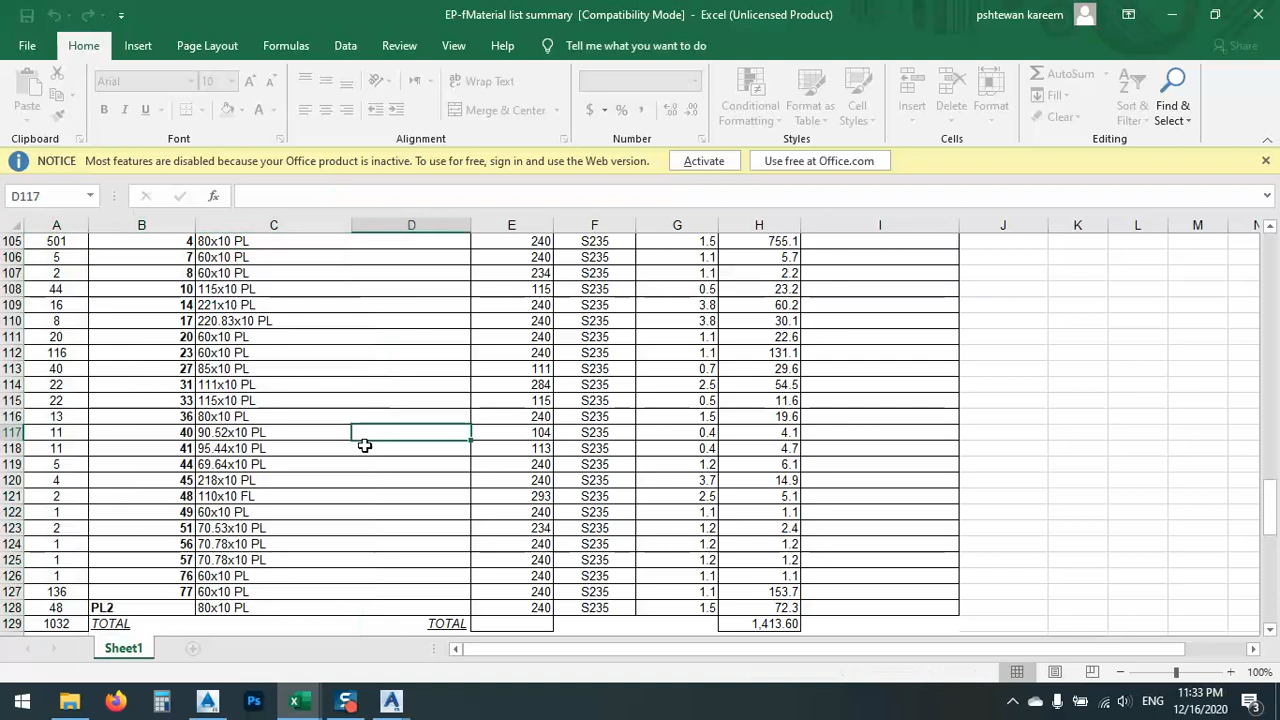 EP-fMaterial list summary [Compatibility Mode] - Excel (Unlicensed Product) pshtewan kareem
File Home Insert Page Layout Formulas Data Review View Help Tell me what you want to do Share
Paste Arial 10 Wrap Text Conditional Formatting Format as Table Cell Styles Insert Delete Format AutoSum Sort & Filter Find & Select
B I U A Merge & Center $ % , Fill
Clear
Clipboard Font Alignment Number Styles Cells Editing
NOTICE Most features are disabled because your Office product is inactive. To use for free, sign in and use the Web version. Activate Use free at Office.com
D117 fx
A B C D E F G H I J K L M N
105 501 4 80x10 PL 240 S235 1.5 755.1
106 5 7 60x10 PL 240 S235 1.1 5.7
107 2 8 60x10 PL 234 S235 1.1 2.2
108 44 10 115x10 PL 115 S235 0.5 23.2
109 16 14 221x10 PL 240 S235 3.8 60.2
110 8 17 220.83x10 PL 240 S235 3.8 30.1
111 20 20 60x10 PL 240 S235 1.1 22.6
112 116 23 60x10 PL 240 S235 1.1 131.1
113 40 27 85x10 PL 111 S235 0.7 29.6
114 22 31 111x10 PL 284 S235 2.5 54.5
115 22 33 115x10 PL 115 S235 0.5 11.6
116 13 36 80x10 PL 240 S235 1.5 19.6
117 11 40 90.52x10 PL 104 S235 0.4 4.1
118 11 41 95.44x10 PL 113 S235 0.4 4.7
119 5 44 69.64x10 PL 240 S235 1.2 6.1
120 4 45 218x10 PL 240 S235 3.7 14.9
121 2 48 110x10 FL 293 S235 2.5 5.1
122 1 49 60x10 PL 240 S235 1.1 1.1
123 2 51 70.53x10 PL 234 S235 1.2 2.4
124 1 56 70.78x10 PL 240 S235 1.2 1.2
125 1 57 70.78x10 PL 240 S235 1.2 1.2
126 1 76 60x10 PL 240 S235 1.1 1.1
127 136 77 60x10 PL 240 S235 1.1 153.7
128 48 PL2 80x10 PL 240 S235 1.5 72.3
129 1032 TOTAL TOTAL 1,413.60
Sheet1
100%
Ps ENG 11:33 PM
12/16/2020 3